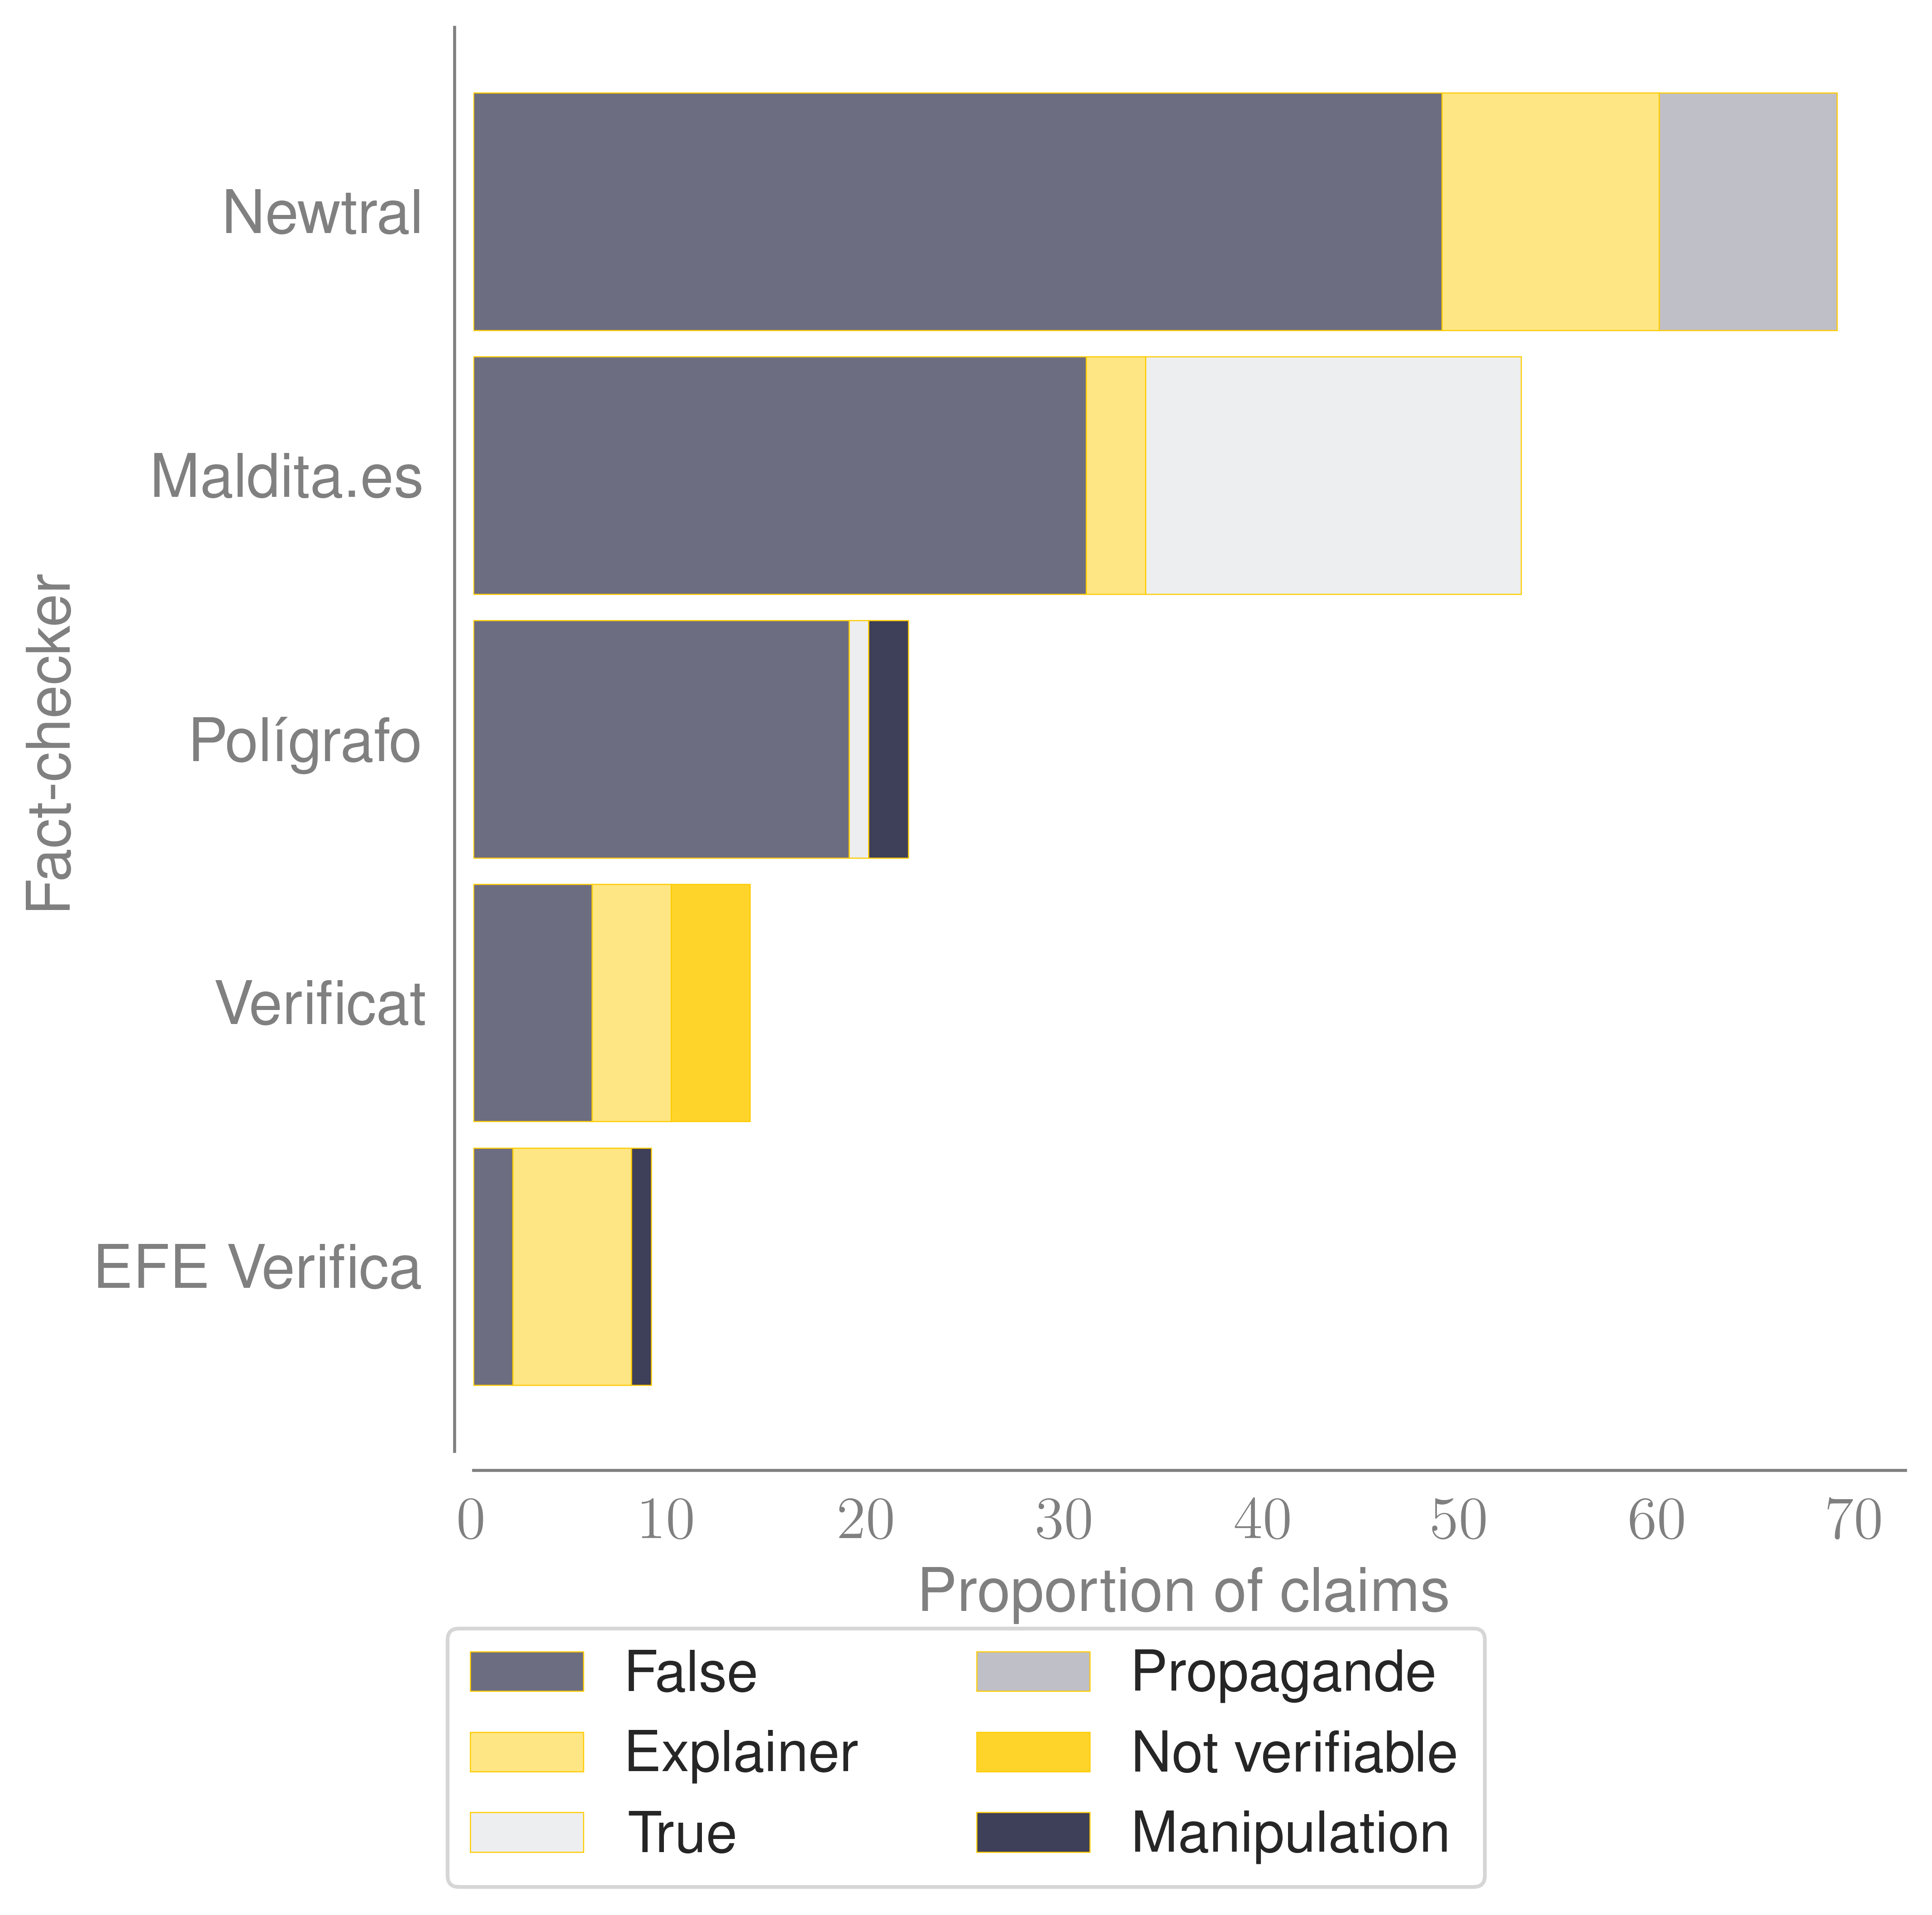 Newtral
Maldita.es
Polígrafo
Verificat
EFE Verifica
Fact-checker
0 10 20 30 40 50 60 70
Proportion of claims
False
Explainer
True
Propagande
Not verifiable
Manipulation